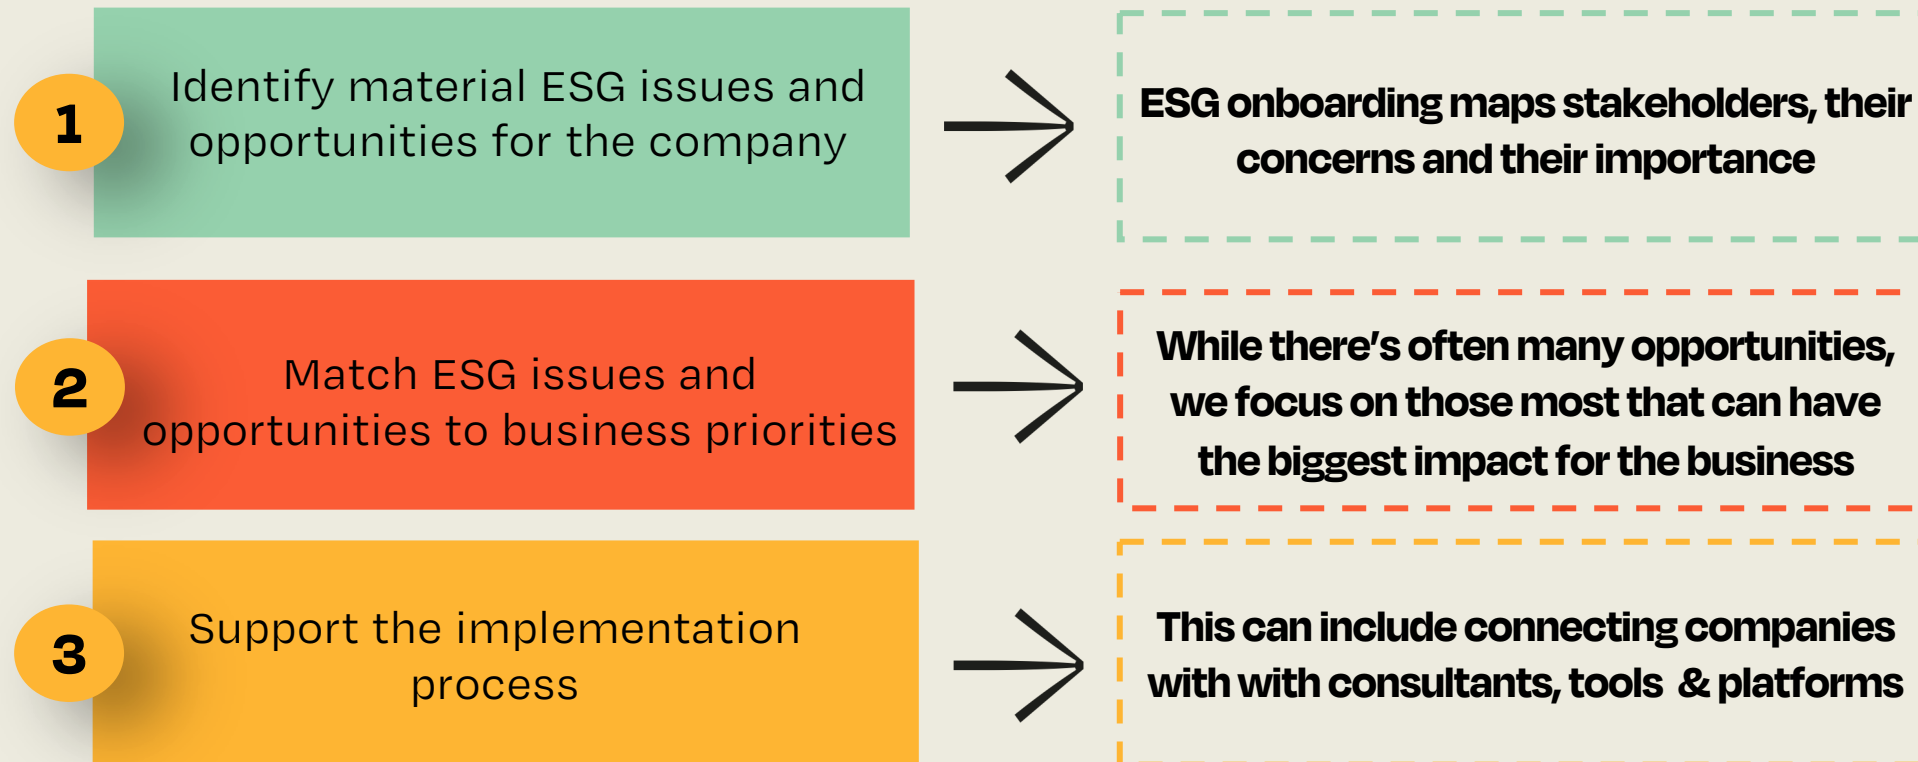 1
Identify material ESG issues and
opportunities for the company
ESG onboarding maps stakeholders, their
concerns and their importance
2
Match ESG issues and
opportunities to business priorities
While there's often many opportunities,
we focus on those most that can have
the biggest impact for the business
3
Support the implementation
process
This can include connecting companies
with with consultants, tools & platforms